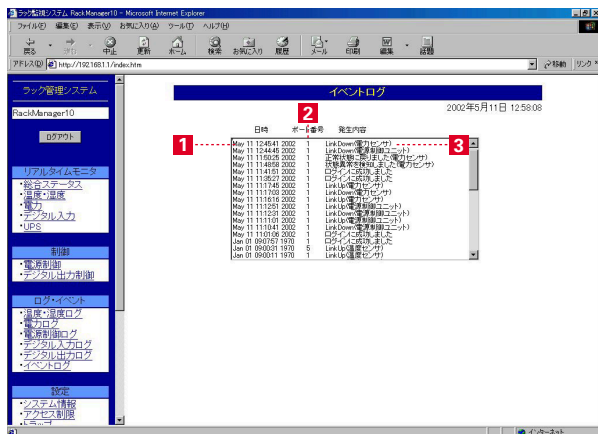 ラック監視システム RackManager10 - Microsoft Internet Explorer
ファイル(F) 編集(E) 表示(V) お気に入り(A) ツール(T) ヘルプ(H)
戻る 中止 更新 ホーム 検索 お気に入り 履歴 メール 印刷 編集 話題
アドレス(D) http://192.168.1.1/index.htm 移動 リンク
ラック管理システム
RackManager10
ログアウト
リアルタイムモニタ
・総合ステータス
・温度・湿度
・電力
・デジタル入力
・UPS
制御
・電源制御
・デジタル出力制御
ログ・イベント
・温度・湿度ログ
・電力ログ
・電源制御ログ
・デジタル入力ログ
・デジタル出力ログ
・イベントログ
設定
・システム情報
・アクセス制限
・トラップ
イベントログ
2002年5月11日 12:58:08
1
2
3
日時 ポート番号 発生内容
May 11 12:45:41 2002 1 LinkDown(電力センサ)
May 11 12:44:45 2002 1 LinkDown(電源制御ユニット)
May 11 11:50:25 2002 1 正常状態に戻りました(電力センサ)
May 11 11:48:58 2002 1 状態異常を検知しました(電力センサ)
May 11 11:41:51 2002 1 ログインに成功しました
May 11 11:35:27 2002 1 ログインに成功しました
May 11 11:17:45 2002 1 LinkUp(電力センサ)
May 11 11:17:03 2002 1 LinkUp(電力センサ)
May 11 11:16:16 2002 1 LinkUp(電力センサ)
May 11 11:12:51 2002 1 LinkUp(電源制御ユニット)
May 11 11:12:31 2002 1 LinkUp(電源制御ユニット)
May 11 11:11:01 2002 1 LinkUp(電源制御ユニット)
May 11 11:10:41 2002 1 LinkDown(電源制御ユニット)
May 11 11:01:06 2002 1 ログインに成功しました
Jan 01 09:07:57 1970 1 ログインに成功しました
Jan 01 09:00:31 1970 5 LinkUp(温度センサ)
Jan 01 09:00:11 1970 1 LinkUp(温度センサ)
インターネット